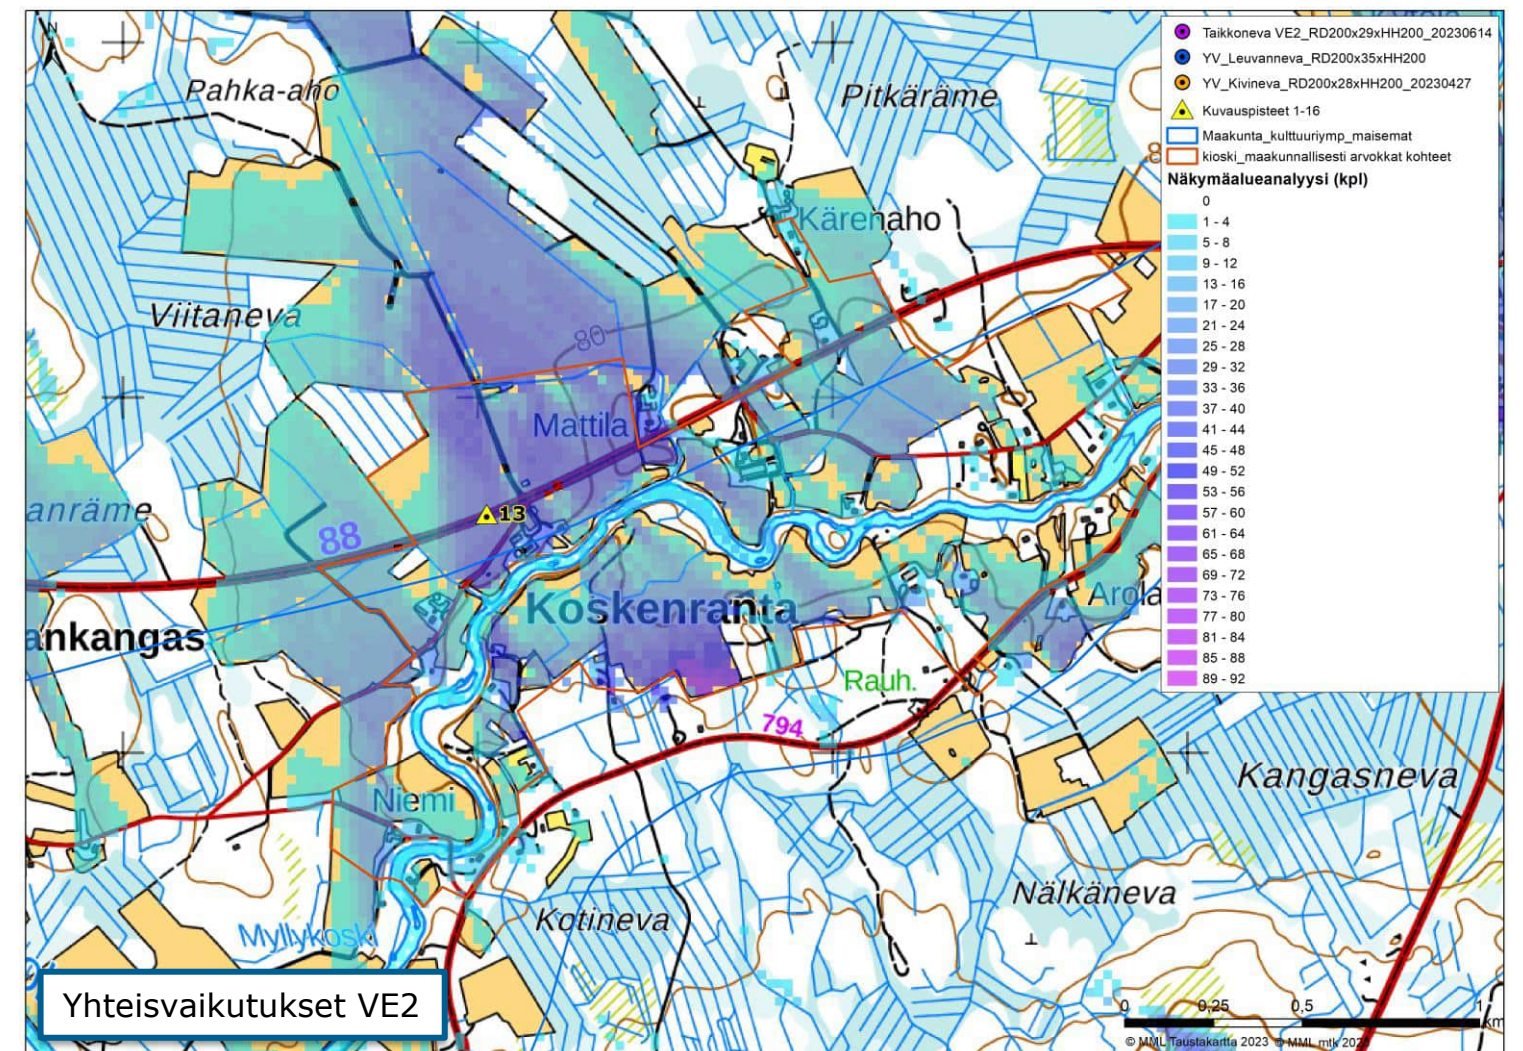 N
Pahka-aho
Pitkäräme
Kärenaho
Viitaneva
80
Mattila
anräme
88
13
ankangas
Koskenranta
Arola
Rauh.
794
Niemi
Kangasneva
Nälkäneva
Kotineva
Myllykoski
Yhteisvaikutukset VE2
Taikkoneva VE2_RD200x29xHH200_20230614
YV_Leuvanneva_RD200x35xHH200
YV_Kivineva_RD200x28xHH200_20230427
Kuvauspisteet 1-16
Maakunta_kulttuuriymp_maisemat
kioski_maakunnallisesti arvokkat kohteet
Näkymäalueanalyysi (kpl)
0
1 - 4
5 - 8
9 - 12
13 - 16
17 - 20
21 - 24
25 - 28
29 - 32
33 - 36
37 - 40
41 - 44
45 - 48
49 - 52
53 - 56
57 - 60
61 - 64
65 - 68
69 - 72
73 - 76
77 - 80
81 - 84
85 - 88
89 - 92
0 0,25 0,5 1
km
© MML Taustakartta 2023 © MML mtk